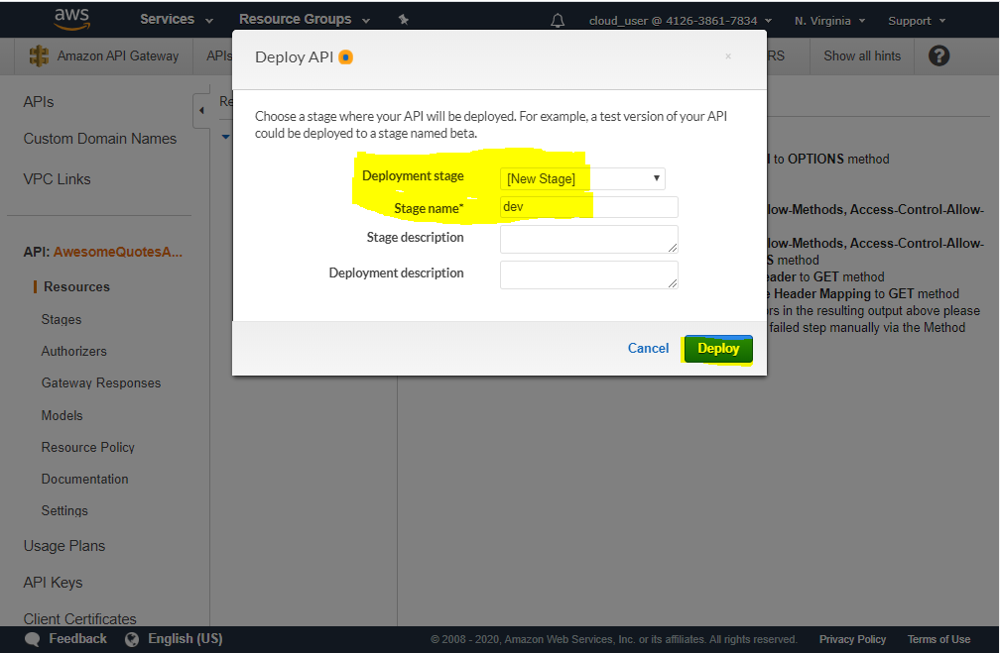 aws
Services
Resource Groups
cloud_user @ 4126-3861-7834
N. Virginia
Support
Amazon API Gateway
APIs
RS
Show all hints
?
APIs
Custom Domain Names
VPC Links
API: AwesomeQuotesA...
Resources
Stages
Authorizers
Gateway Responses
Models
Resource Policy
Documentation
Settings
Usage Plans
API Keys
Client Certificates
Re
Deploy API
×
Choose a stage where your API will be deployed. For example, a test version of your API
could be deployed to a stage named beta.
Deployment stage
[New Stage]
Stage name*
dev
Stage description
Deployment description
Cancel
Deploy
to OPTIONS method
low-Methods, Access-Control-Allow-
low-Methods, Access-Control-Allow-
S method
eader to GET method
e Header Mapping to GET method
rs in the resulting output above please
failed step manually via the Method
Feedback
English (US)
© 2008 - 2020, Amazon Web Services, Inc. or its affiliates. All rights reserved.
Privacy Policy
Terms of Use